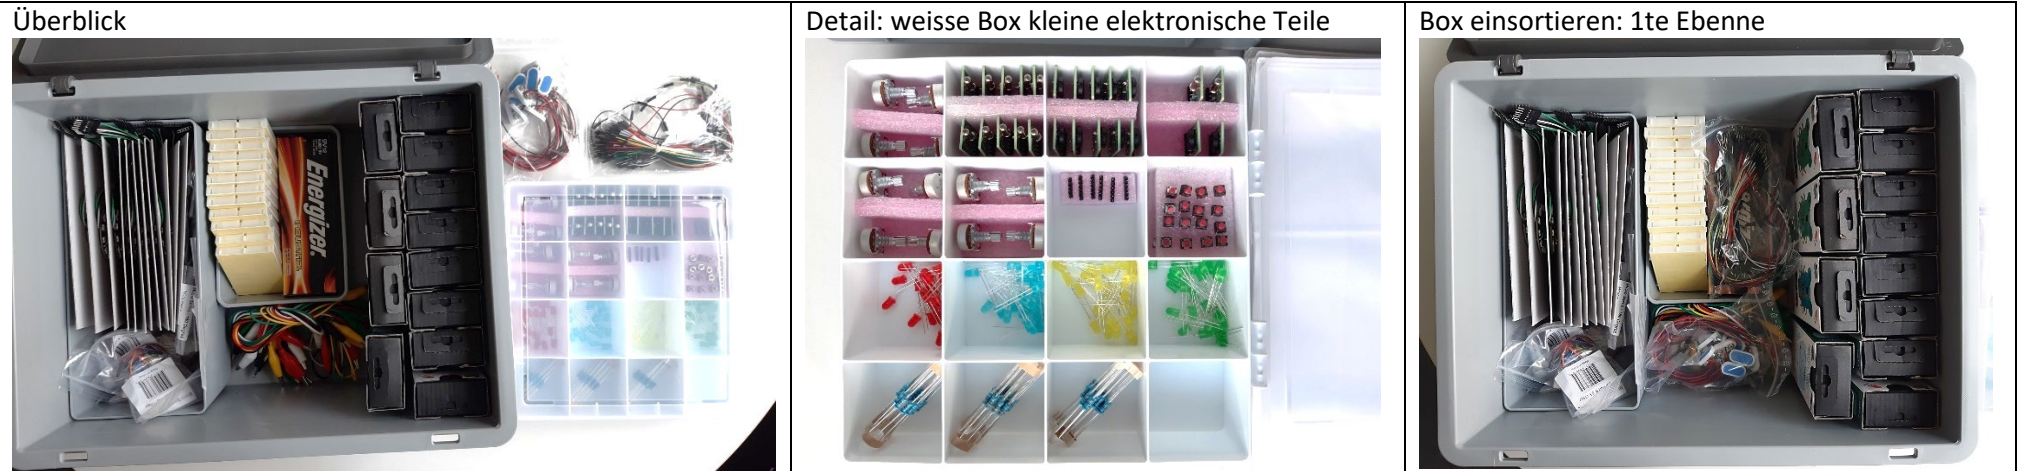 Überblick
Detail: weisse Box kleine elektronische Teile
Box einsortieren: 1te Ebenne
Energizer.